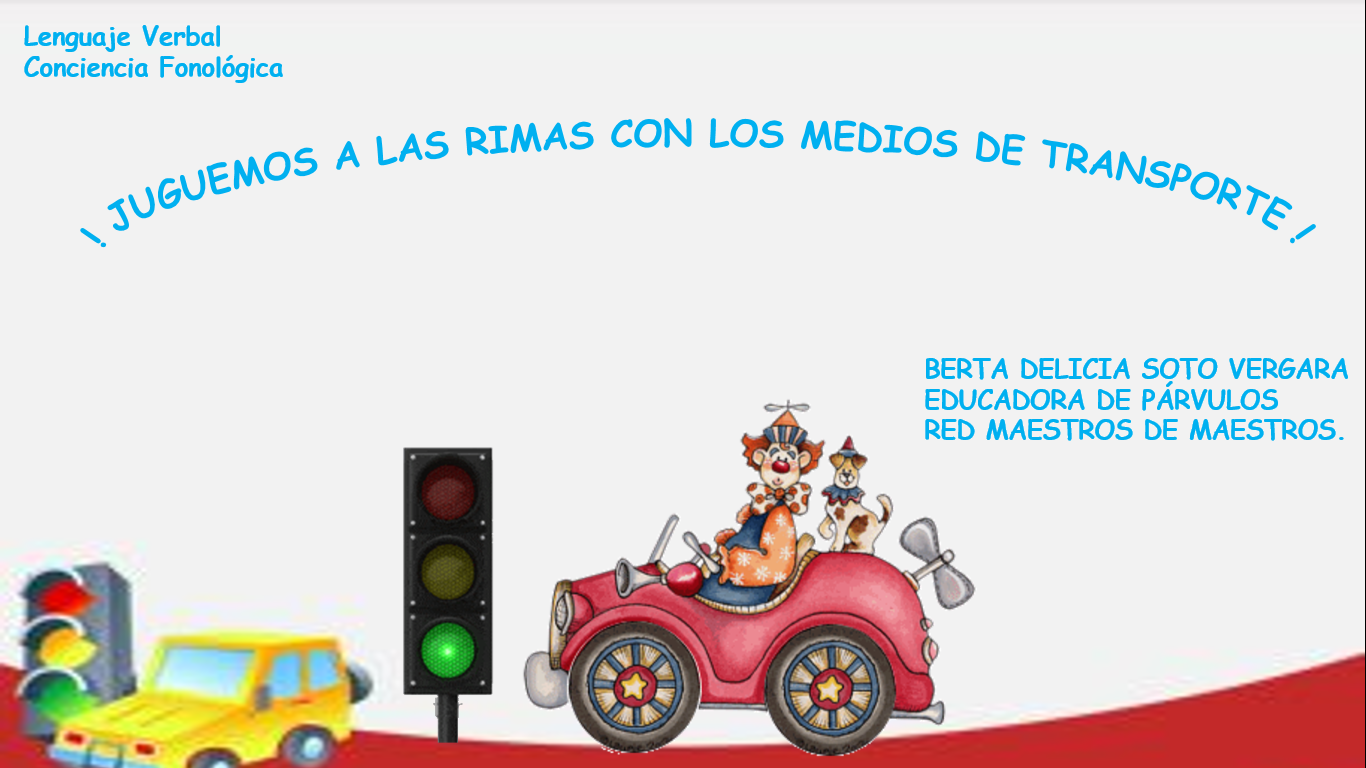 Lenguaje Verbal
Conciencia Fonológica
! JUGUEMOS A LAS RIMAS CON LOS MEDIOS DE TRANSPORTE !
BERTA DELICIA SOTO VERGARA
EDUCADORA DE PÁRVULOS
RED MAESTROS DE MAESTROS.